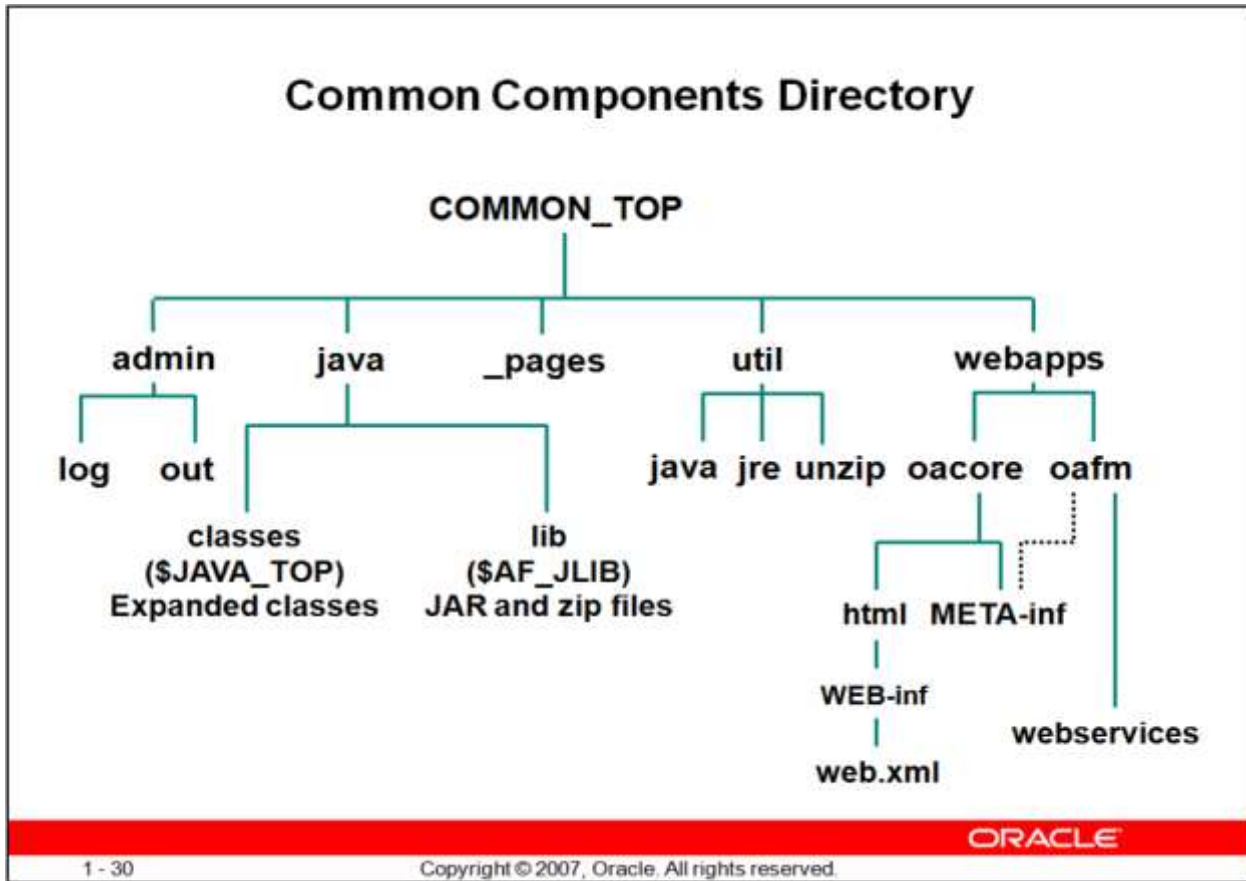 Common Components Directory
COMMON_TOP
admin java _pages util webapps
log out
java jre unzip oacore oafm
classes
($JAVA_TOP)
Expanded classes
lib
($AF_JLIB)
JAR and zip files
html META-inf
WEB-inf
webservices
web.xml
ORACLE
1 - 30
Copyright © 2007, Oracle. All rights reserved.